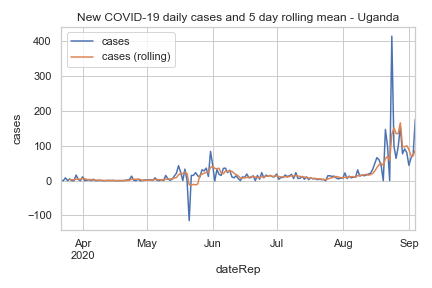 New COVID-19 daily cases and 5 day rolling mean - Uganda
cases
cases (rolling)
400
300
200
100
0
−100
cases
Apr
2020
May
Jun
Jul
Aug
Sep
dateRep